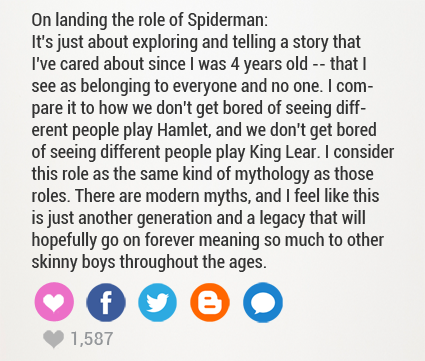 On landing the role of Spiderman:
It's just about exploring and telling a story that
I've cared about since I was 4 years old -- that I
see as belonging to everyone and no one. I com-
pare it to how we don't get bored of seeing diff-
erent people play Hamlet, and we don't get bored
of seeing different people play King Lear. I consider
this role as the same kind of mythology as those
roles. There are modern myths, and I feel like this
is just another generation and a legacy that will
hopefully go on forever meaning so much to other
skinny boys throughout the ages.
1,587